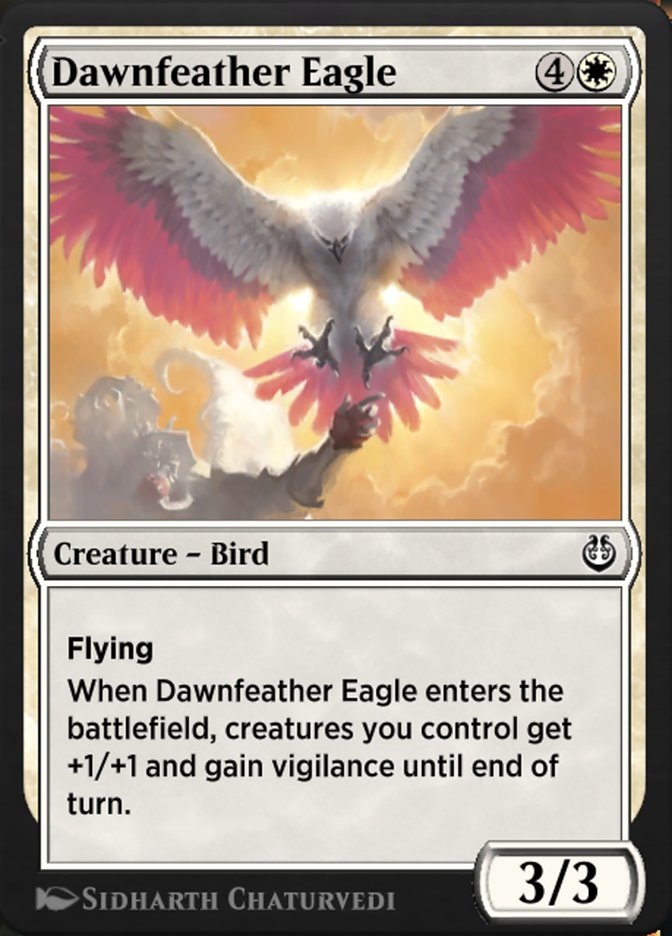 Dawnfeather Eagle 4
Creature – Bird
Flying
When Dawnfeather Eagle enters the
battlefield, creatures you control get
+1/+1 and gain vigilance until end of
turn.
3/3
Sidharth Chaturvedi